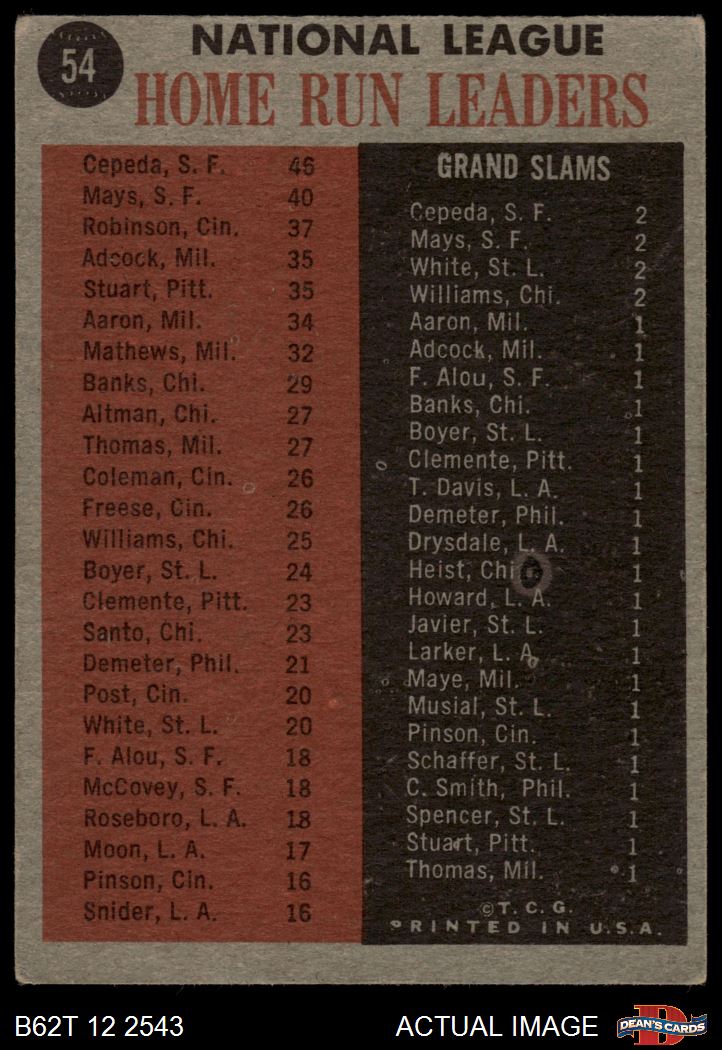 54
NATIONAL LEAGUE
HOME RUN LEADERS
Cepeda, S. F. 46
Mays, S. F. 40
Robinson, Cin. 37
Adcock, Mil. 35
Stuart, Pitt. 35
Aaron, Mil. 34
Mathews, Mil. 32
Banks, Chi. 29
Altman, Chi. 27
Thomas, Mil. 27
Coleman, Cin. 26
Freese, Cin. 26
Williams, Chi. 25
Boyer, St. L. 24
Clemente, Pitt. 23
Santo, Chi. 23
Demeter, Phil. 21
Post, Cin. 20
White, St. L. 20
F. Alou, S. F. 18
McCovey, S. F. 18
Roseboro, L. A. 18
Moon, L. A. 17
Pinson, Cin. 16
Snider, L. A. 16
GRAND SLAMS
Cepeda, S. F. 2
Mays, S. F. 2
White, St. L. 2
Williams, Chi. 2
Aaron, Mil. 1
Adcock, Mil. 1
F. Alou, S. F. 1
Banks, Chi. 1
Boyer, St. L. 1
Clemente, Pitt. 1
T. Davis, L. A. 1
Demeter, Phil. 1
Drysdale, L. A. 1
Heist, Chi 1
Howard, L. A. 1
Javier, St. L. 1
Larker, L. A. 1
Maye, Mil. 1
Musial, St. L. 1
Pinson, Cin. 1
Schaffer, St. L. 1
C. Smith, Phil. 1
Spencer, St. L. 1
Stuart, Pitt. 1
Thomas, Mil. 1
©T. C. G.
PRINTED IN U.S.A.
B62T 12 2543 ACTUAL IMAGE
D
DEAN'S CARDS